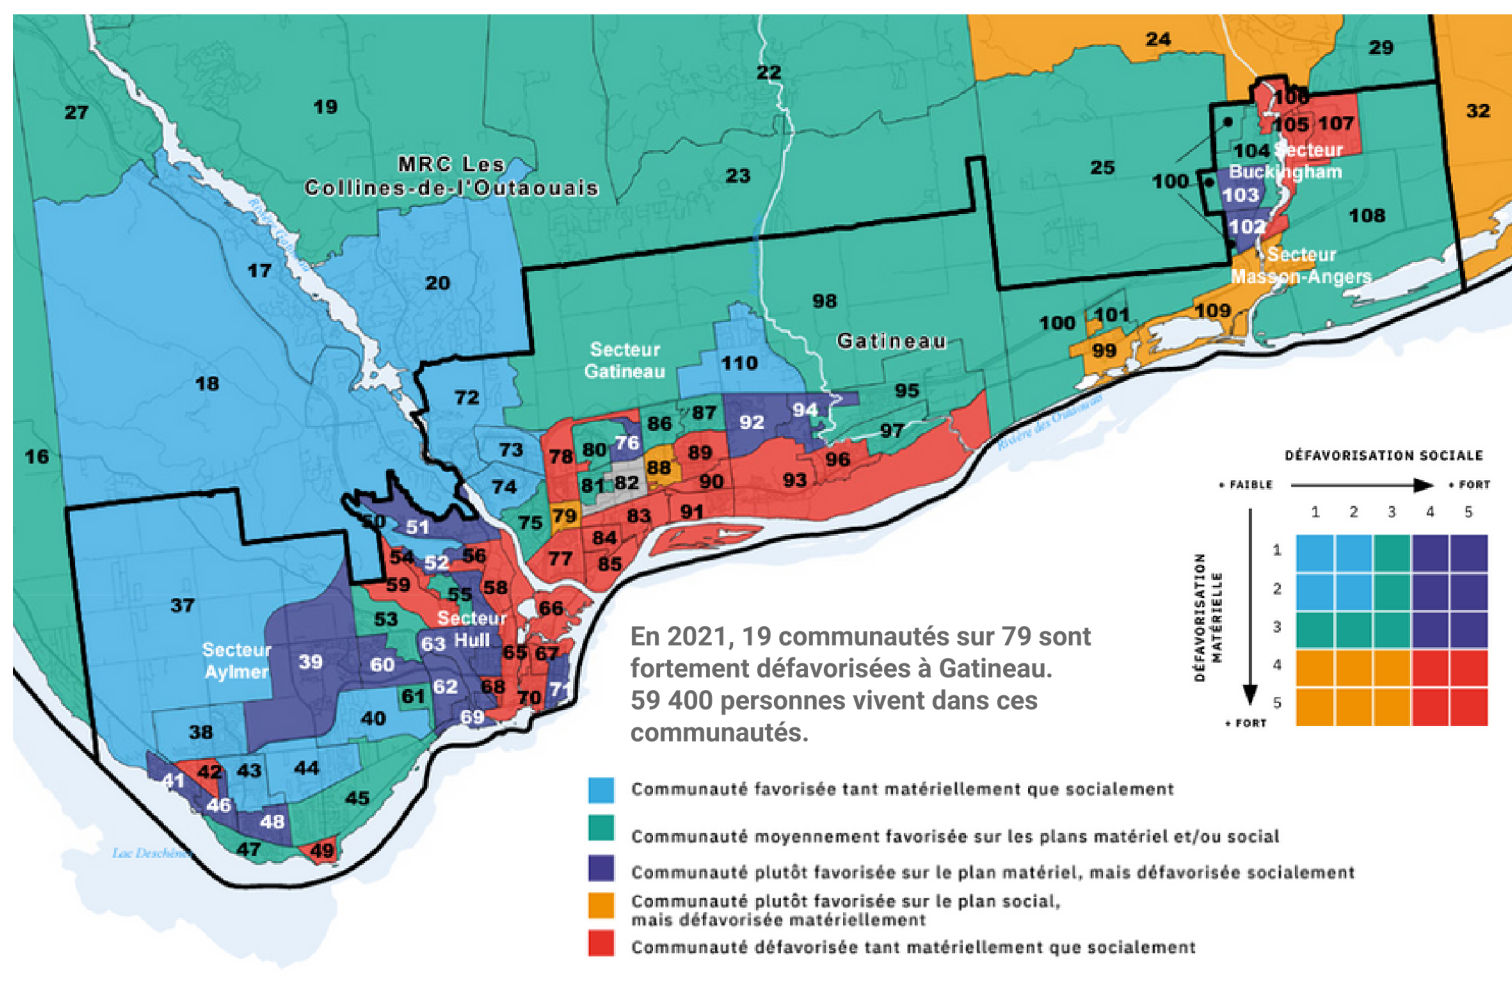 24
29
22
27
19
32
106
105
107
MRC Les
Collines-de-l'Outaouais
23
25
104
Secteur
Buckingham
100
103
108
102
17
20
Secteur
Masson-Angers
98
100
101
109
Gatineau
Secteur
Gatineau
99
110
18
72
95
94
87
86
92
97
16
73
78
80
76
89
96
88
74
81
82
90
93
79
83
91
75
50
51
84
77
85
54
52
56
59
58
55
37
66
53
Secteur
Hull
63
Secteur
Aylmer
39
60
65
67
62
68
71
61
70
40
69
38
42
43
44
41
46
45
48
47
49
Lac Deschênes
Rivière des Outaouais
En 2021, 19 communautés sur 79 sont
fortement défavorisées à Gatineau.
59 400 personnes vivent dans ces
communautés.
DÉFAVORISATION SOCIALE
+ FAIBLE
+ FORT
1 2 3 4 5
DÉFAVORISATION
MATÉRIELLE
1
2
3
4
5
+ FORT
Communauté favorisée tant matériellement que socialement
Communauté moyennement favorisée sur les plans matériel et/ou social
Communauté plutôt favorisée sur le plan matériel, mais défavorisée socialement
Communauté plutôt favorisée sur le plan social,
mais défavorisée matériellement
Communauté défavorisée tant matériellement que socialement